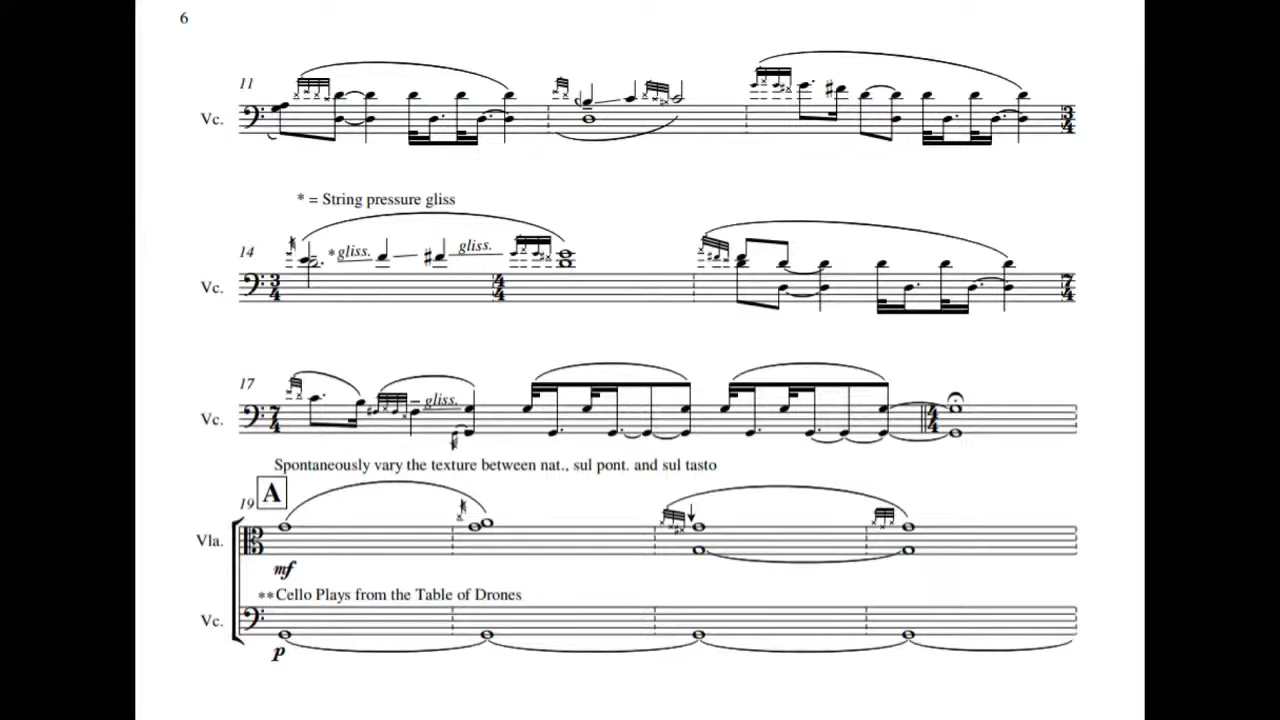 6
11
Vc.
3
4
* = String pressure gliss
14
Vc.
3
4
*gliss.
gliss.
4
4
7
4
17
Vc.
7
4
gliss.
4
4
Spontaneously vary the texture between nat., sul pont. and sul tasto
19
A
Vla.
mf
**Cello Plays from the Table of Drones
Vc.
p